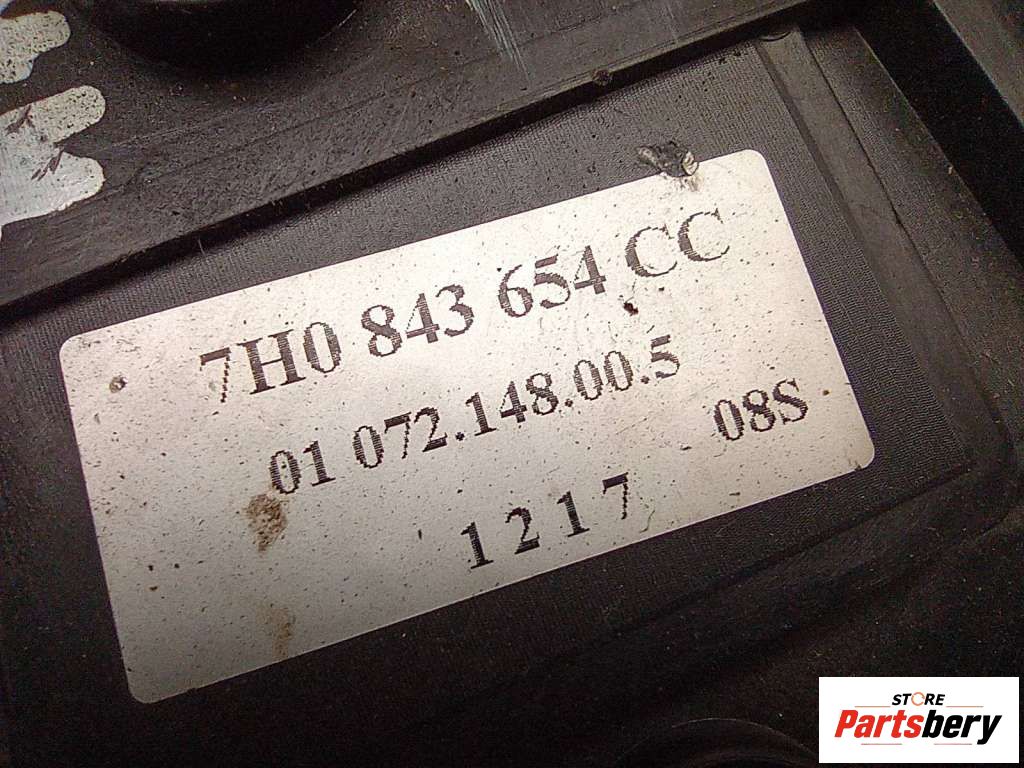 7H0 843 654 CC
01 072.148.00.5
08S
1217
STORE
Partsbery